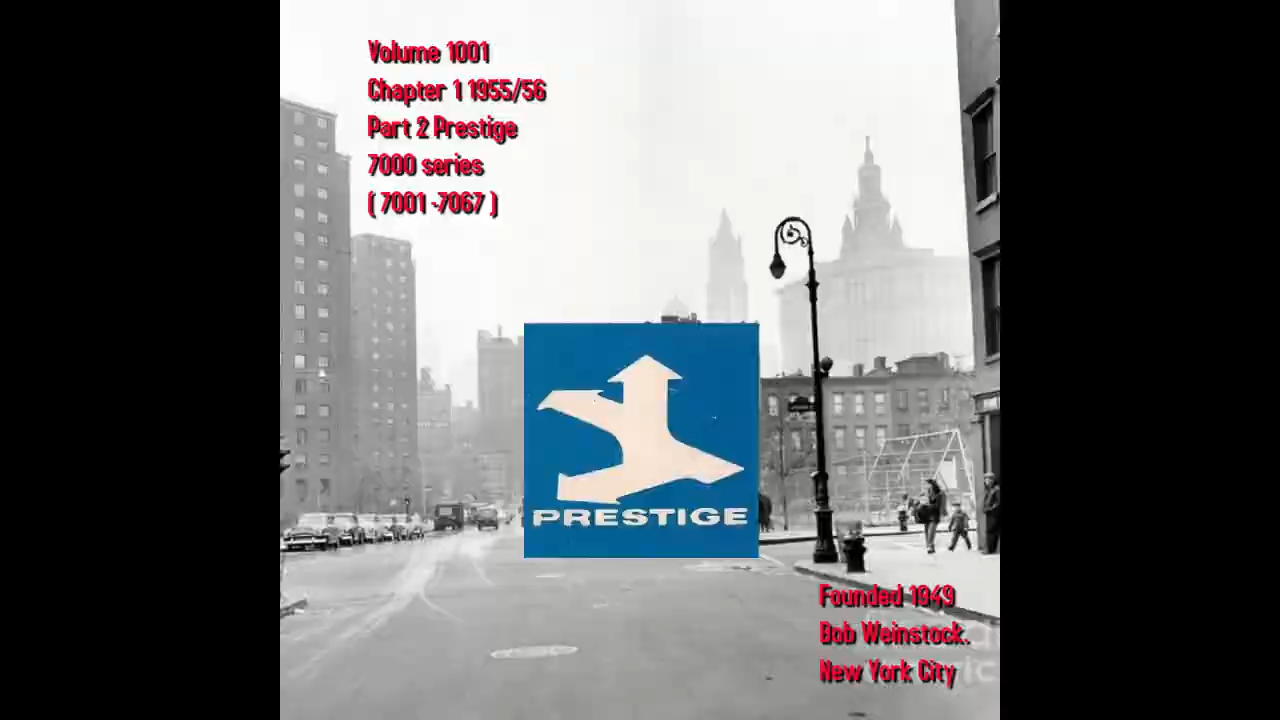 Volume 1001
Chapter 1 1955/56
Part 2 Prestige
7000 series
( 7001 -7067 )
PRESTIGE
Founded 1949
Bob Weinstock.
New York City